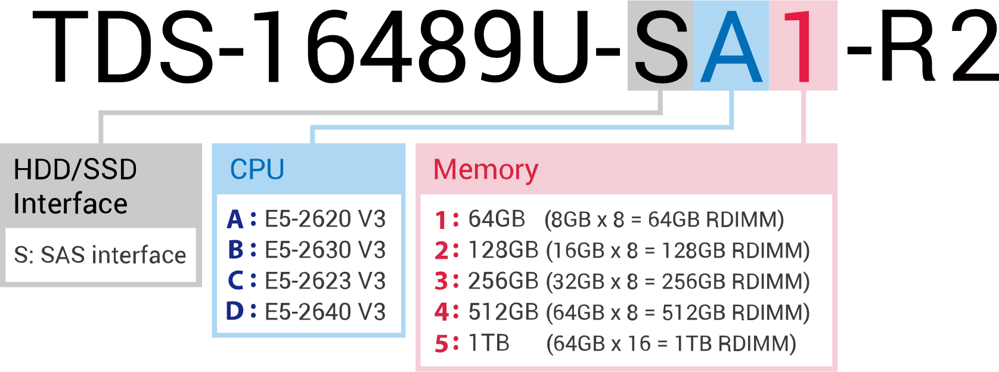 TDS-16489U-SA1-R2
HDD/SSD
Interface
S: SAS interface
CPU
A : E5-2620 V3
B : E5-2630 V3
C : E5-2623 V3
D : E5-2640 V3
Memory
1 : 64GB (8GB x 8 = 64GB RDIMM)
2 : 128GB (16GB x 8 = 128GB RDIMM)
3 : 256GB (32GB x 8 = 256GB RDIMM)
4 : 512GB (64GB x 8 = 512GB RDIMM)
5 : 1TB (64GB x 16 = 1TB RDIMM)